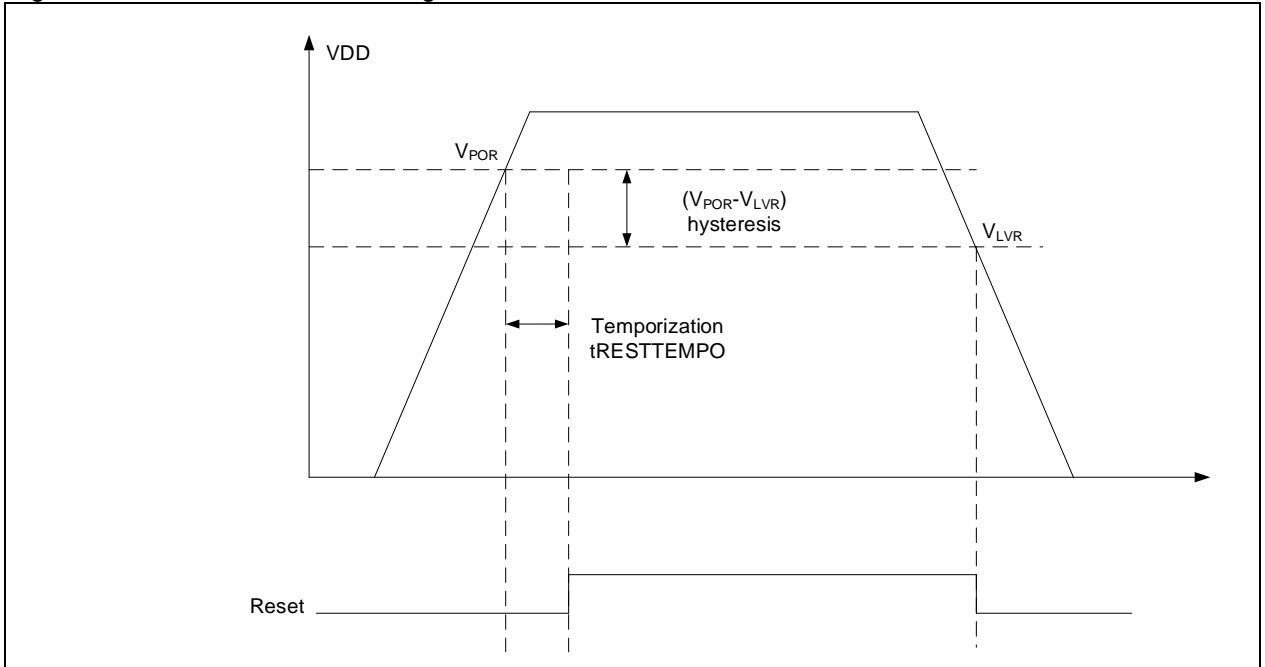 VDD
VPOR
(VPOR-VLVR)
hysteresis
VLVR
Temporization
tRESTTEMPO
Reset